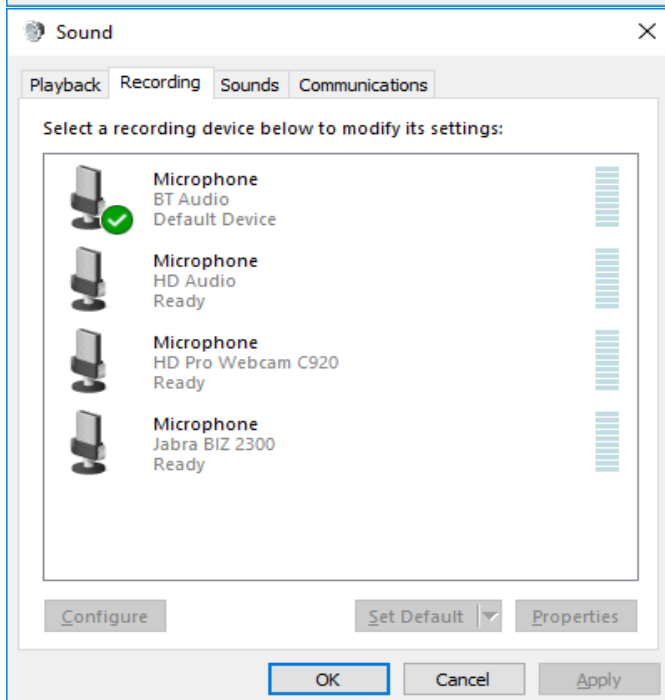 Sound
Playback Recording Sounds Communications
Select a recording device below to modify its settings:
Microphone
BT Audio
Default Device
Microphone
HD Audio
Ready
Microphone
HD Pro Webcam C920
Ready
Microphone
Jabra BIZ 2300
Ready
Configure Set Default Properties
OK Cancel Apply